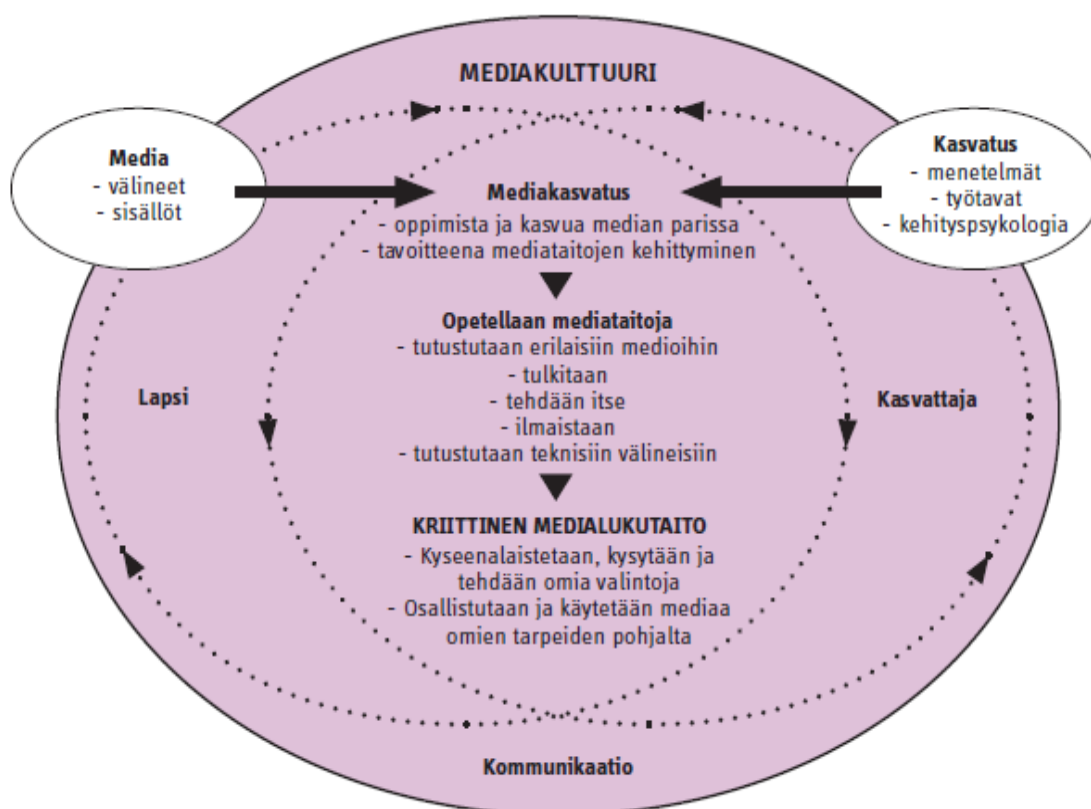 MEDIAKULTTUURI
Media
- välineet
- sisällöt
Kasvatus
- menetelmät
- työtavat
- kehityspsykologia
Mediakasvatus
- oppimista ja kasvua median parissa
- tavoitteena mediataitojen kehittyminen
Opetellaan mediataitoja
- tutustutaan erilaisiin medioihin
- tulkitaan
- tehdään itse
- ilmaistaan
- tutustutaan teknisiin välineisiin
Lapsi
Kasvattaja
KRIITTINEN MEDIALUKUTAITO
- Kyseenalaistetaan, kysytään ja
tehdään omia valintoja
- Osallistutaan ja käytetään mediaa
omien tarpeiden pohjalta
Kommunikaatio